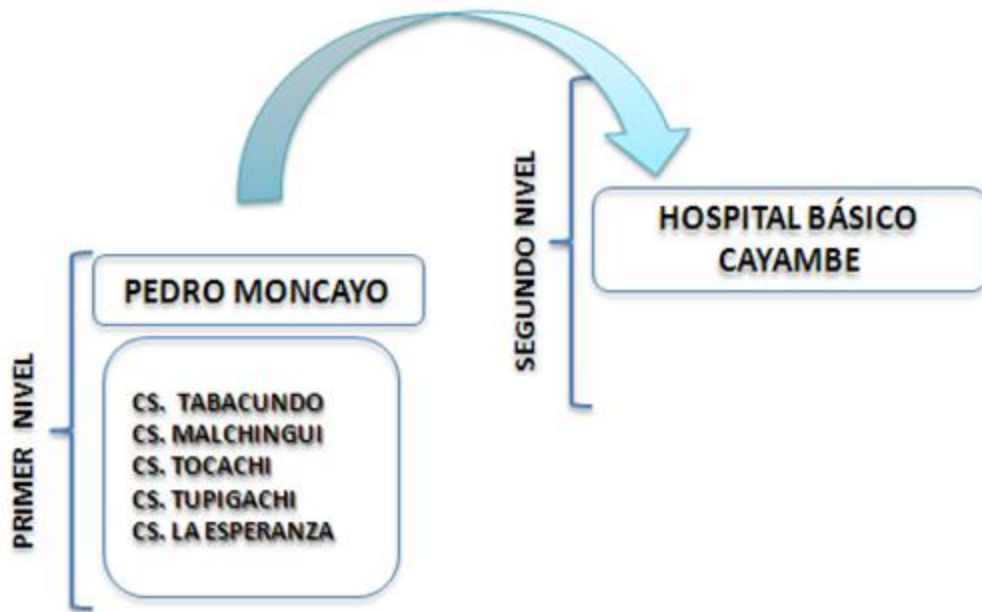 PRIMER NIVEL
PEDRO MONCAYO
CS. TABACUNDO
CS. MALCHINGUI
CS. TOCACHI
CS. TUPIGACHI
CS. LA ESPERANZA
SEGUNDO NIVEL
HOSPITAL BÁSICO
CAYAMBE